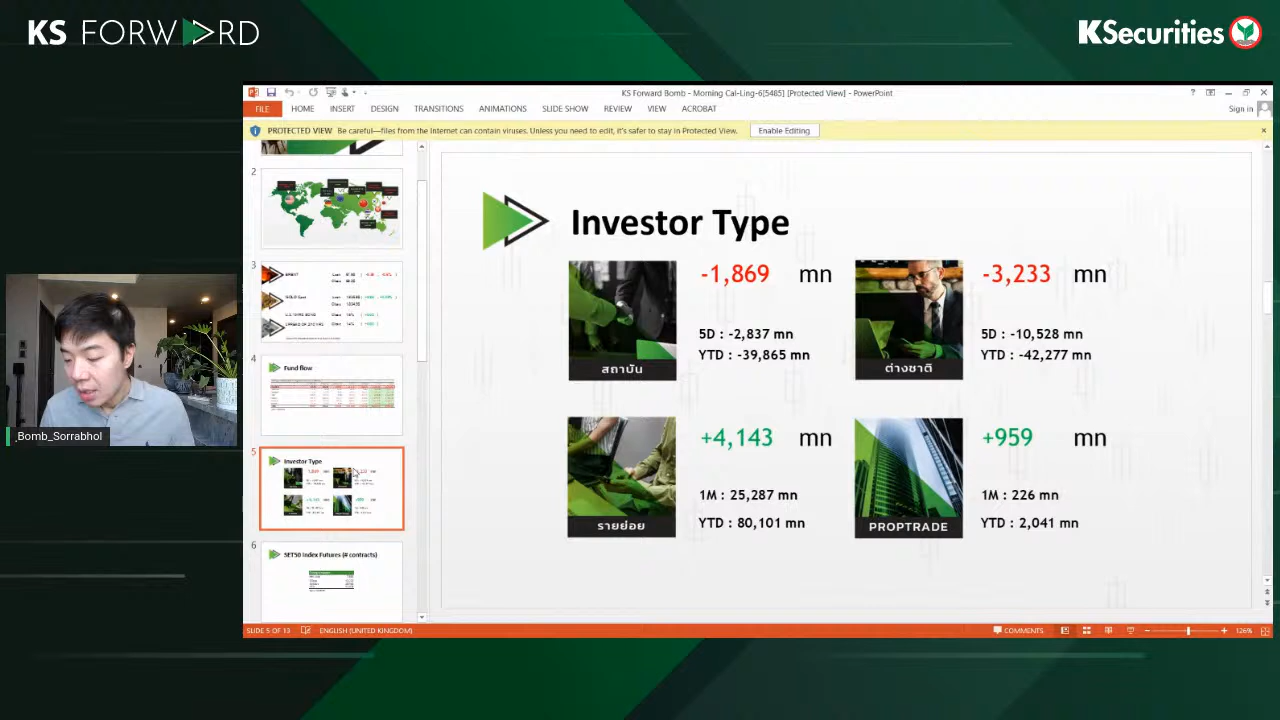 KS FORWARD
KSecurities
KS Forward Bomb - Morning Cal-Ling-6[5485] [Protected View] - PowerPoint
FILE HOME INSERT DESIGN TRANSITIONS ANIMATIONS SLIDE SHOW REVIEW VIEW ACROBAT
Sign in
PROTECTED VIEW Be careful—files from the Internet can contain viruses. Unless you need to edit, it's safer to stay in Protected View. Enable Editing
2
3
4
Fund flow
5
Investor Type
6
SET50 Index Futures (# contracts)
Investor Type
-1,869 mn
5D : -2,837 mn
YTD : -39,865 mn
สถาบัน
-3,233 mn
5D : -10,528 mn
YTD : -42,277 mn
ต่างชาติ
+4,143 mn
1M : 25,287 mn
YTD : 80,101 mn
รายย่อย
+959 mn
1M : 226 mn
YTD : 2,041 mn
PROPTRADE
.Bomb_Sorrabhol
SLIDE 5 OF 13 ENGLISH (UNITED KINGDOM) COMMENTS 126%